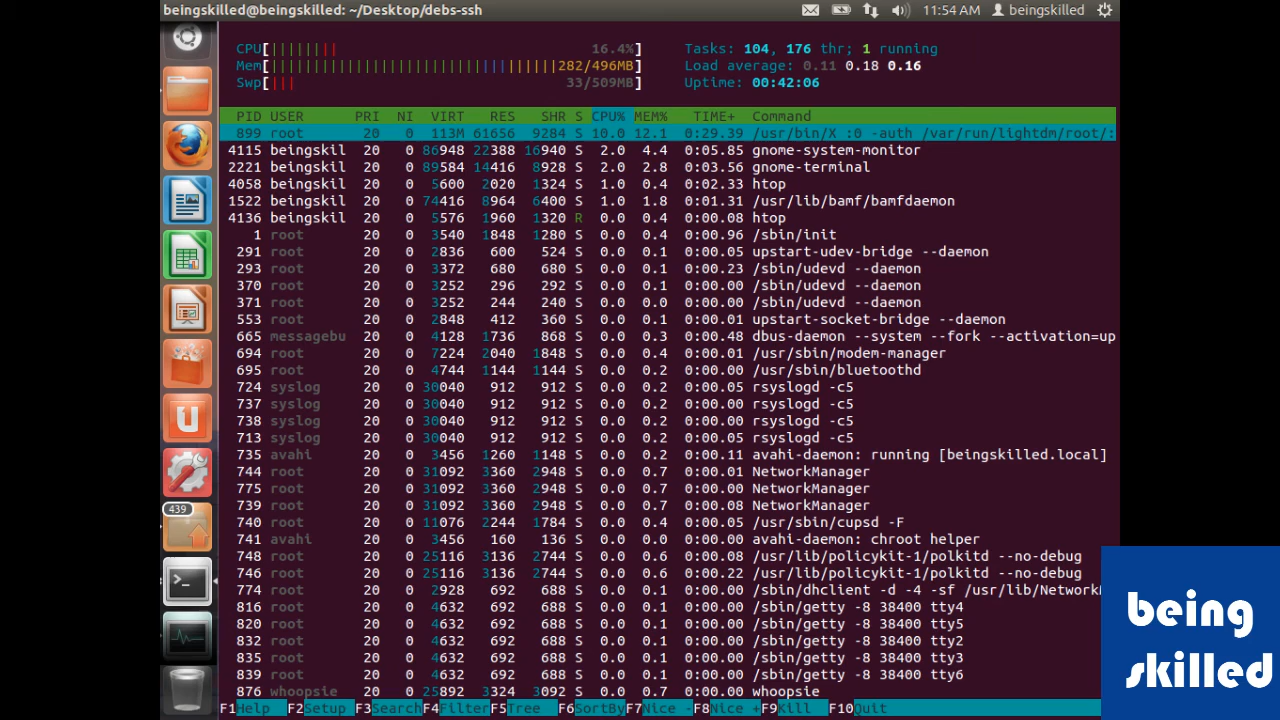 beingskilled@beingskilled: ~/Desktop/debs-ssh 11:54 AM beingskilled
CPU[||||||||                                16.4%] Tasks: 104, 176 thr; 1 running
Mem[||||||||||||||||||||||||||||||||||282/496MB] Load average: 0.11 0.18 0.16
Swp[|||                                 33/509MB] Uptime: 00:42:06
PID USER PRI NI VIRT RES SHR S CPU% MEM% TIME+ Command
899 root 20 0 113M 61656 9284 S 10.0 12.1 0:29.39 /usr/bin/X :0 -auth /var/run/lightdm/root/:
4115 beingskil 20 0 86948 22388 16940 S 2.0 4.4 0:05.85 gnome-system-monitor
2221 beingskil 20 0 89584 14416 8928 S 2.0 2.8 0:03.56 gnome-terminal
4058 beingskil 20 0 5600 2020 1324 S 1.0 0.4 0:02.33 htop
1522 beingskil 20 0 74416 8964 6400 S 1.0 1.8 0:01.31 /usr/lib/bamf/bamfdaemon
4136 beingskil 20 0 5576 1960 1320 R 0.0 0.4 0:00.08 htop
1 root 20 0 3540 1848 1280 S 0.0 0.4 0:00.96 /sbin/init
291 root 20 0 2836 600 524 S 0.0 0.1 0:00.05 upstart-udev-bridge --daemon
293 root 20 0 3372 680 680 S 0.0 0.1 0:00.23 /sbin/udevd --daemon
370 root 20 0 3252 296 292 S 0.0 0.1 0:00.00 /sbin/udevd --daemon
371 root 20 0 3252 244 240 S 0.0 0.0 0:00.00 /sbin/udevd --daemon
553 root 20 0 2848 412 360 S 0.0 0.1 0:00.00 upstart-socket-bridge --daemon
665 messagebu 20 0 4128 1736 868 S 0.0 0.3 0:00.48 dbus-daemon --system --fork --activation=up
694 root 20 0 7224 2040 1848 S 0.0 0.4 0:00.01 /usr/sbin/modem-manager
695 root 20 0 4744 1144 1144 S 0.0 0.2 0:00.00 /usr/sbin/bluetoothd
724 syslog 20 0 30040 912 912 S 0.0 0.2 0:00.05 rsyslogd -c5
737 syslog 20 0 30040 912 912 S 0.0 0.2 0:00.00 rsyslogd -c5
738 syslog 20 0 30040 912 912 S 0.0 0.2 0:00.00 rsyslogd -c5
713 syslog 20 0 30040 912 912 S 0.0 0.2 0:00.05 rsyslogd -c5
735 avahi 20 0 3456 1260 1148 S 0.0 0.2 0:00.11 avahi-daemon: running [beingskilled.local]
744 root 20 0 31092 3360 2948 S 0.0 0.7 0:00.01 NetworkManager
775 root 20 0 31092 3360 2948 S 0.0 0.7 0:00.00 NetworkManager
739 root 20 0 31092 3360 2948 S 0.0 0.7 0:00.08 NetworkManager
740 root 20 0 11076 2244 1784 S 0.0 0.4 0:00.05 /usr/sbin/cupsd -F
741 avahi 20 0 3456 160 136 S 0.0 0.0 0:00.00 avahi-daemon: chroot helper
748 root 20 0 25116 3136 2744 S 0.0 0.6 0:00.08 /usr/lib/policykit-1/polkitd --no-debug
746 root 20 0 25116 3136 2744 S 0.0 0.6 0:00.22 /usr/lib/policykit-1/polkitd --no-debug
774 root 20 0 2928 692 688 S 0.0 0.1 0:00.00 /sbin/dhclient -d -4 -sf /usr/lib/Network
816 root 20 0 4632 692 688 S 0.0 0.1 0:00.00 /sbin/getty -8 38400 tty4
820 root 20 0 4632 692 688 S 0.0 0.1 0:00.00 /sbin/getty -8 38400 tty5
832 root 20 0 4632 692 688 S 0.0 0.1 0:00.00 /sbin/getty -8 38400 tty2
835 root 20 0 4632 692 688 S 0.0 0.1 0:00.00 /sbin/getty -8 38400 tty3
839 root 20 0 4632 692 688 S 0.0 0.1 0:00.00 /sbin/getty -8 38400 tty6
876 whoopsie 20 0 25892 3324 3092 S 0.0 0.7 0:00.00 whoopsie
F1Help F2Setup F3SearchF4FilterF5Tree F6SortByF7Nice -F8Nice +F9Kill F10Quit
439
being
skilled